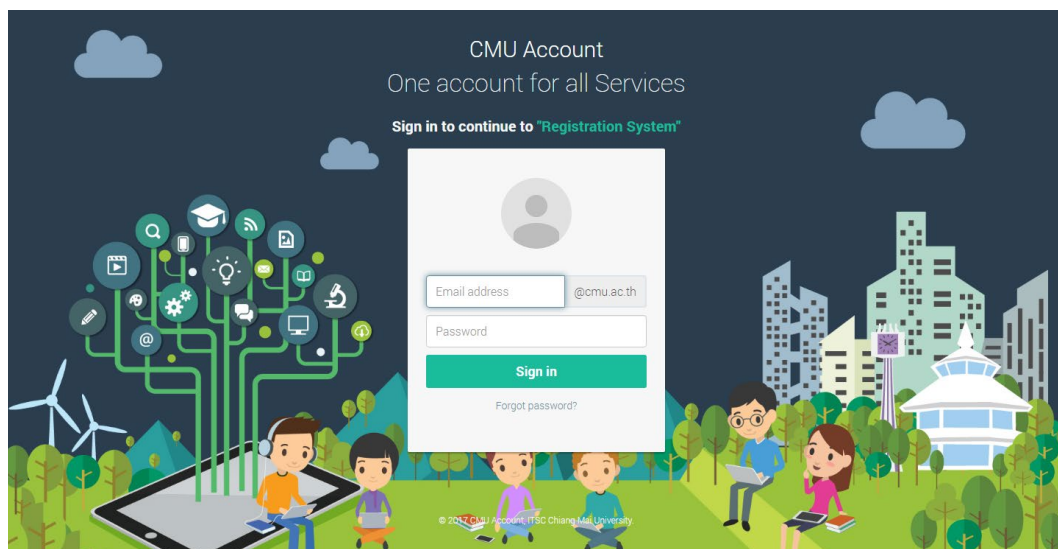 CMU Account
One account for all Services
Sign in to continue to "Registration System"
Email address @cmu.ac.th
Password
Sign in
Forgot password?
@
© 2017 CMU Account, ITSC Chiang Mai University.